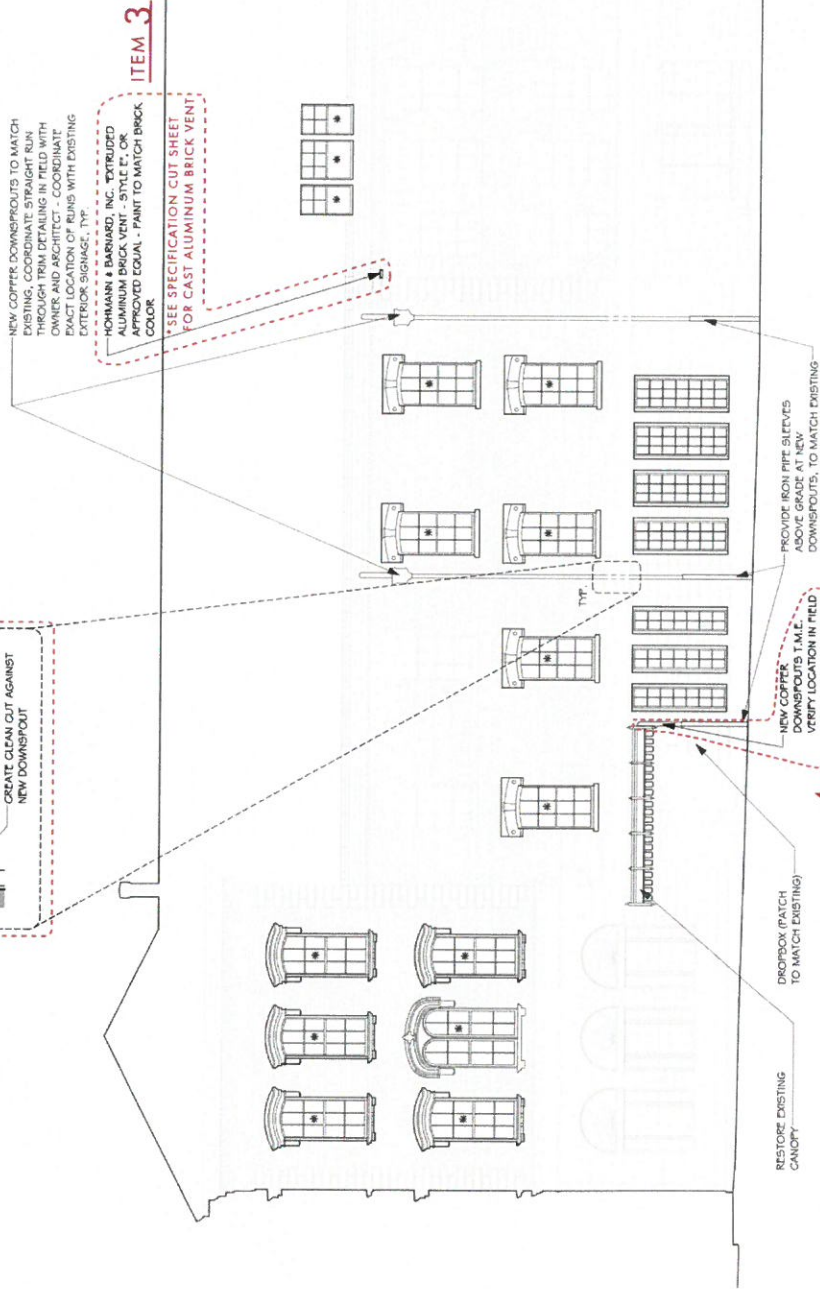 CREATE CLEAN CUT AGAINST
NEW DOWNSPOUT
NEW COPPER DOWNSPROUTS TO MATCH
EXISTING, COORDINATE STRAIGHT RUN
THROUGH TRIM DETAILING IN FIELD WITH
OWNER AND ARCHITECT - COORDINATE
EXACT LOCATION OF RUNS WITH EXISTING
EXTERIOR SIGNAGE, TYP.
ITEM 3
HOHMANN & BARNARD, INC. "EXTRUDED
ALUMINUM BRICK VENT - STYLE E", OR
APPROVED EQUAL - PAINT TO MATCH BRICK
COLOR
*SEE SPECIFICATION CUT SHEET
FOR CAST ALUMINUM BRICK VENT
TYP.
RESTORE EXISTING
CANOPY
DROPBOX (PATCH
TO MATCH EXISTING)
NEW COPPER
DOWNSPOUTS T.M.E.
VERIFY LOCATION IN FIELD
PROVIDE IRON PIPE SLEEVES
ABOVE GRADE AT NEW
DOWNSPOUTS, TO MATCH EXISTING